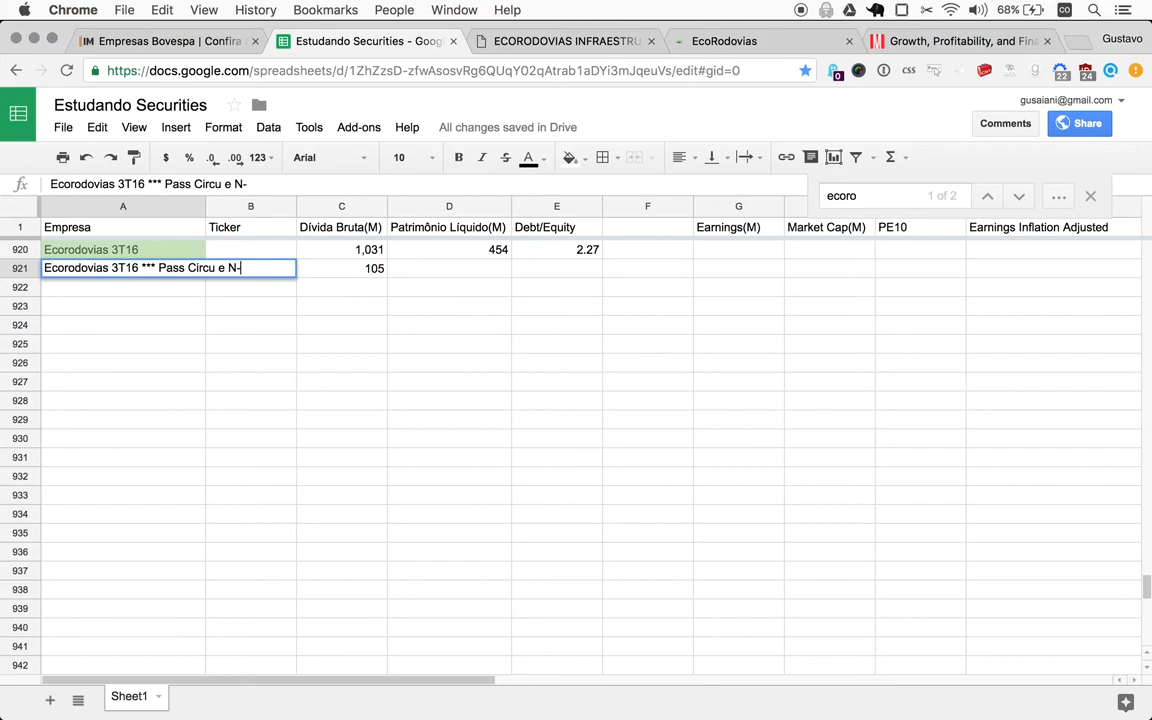 Chrome File Edit View History Bookmarks People Window Help 68%
IM Empresas Bovespa | Confira Estudando Securities - Goog ECORODOVIAS INFRAESTRU EcoRodovias Growth, Profitability, and Fina Gustavo
https://docs.google.com/spreadsheets/d/1ZhZzsD-zfwAsosvRg6QUqY02qAtrab1aDYi3mJqeuVs/edit#gid=0
0 css 22 24
Estudando Securities
gusaiani@gmail.com
File Edit View Insert Format Data Tools Add-ons Help All changes saved in Drive
Comments Share
$ % .0 .00 123 Arial 10 B I S A Σ
fx Ecorodovias 3T16 *** Pass Circu e N-
ecoro 1 of 2
A B C D E F G H I J
1 Empresa Ticker Dívida Bruta(M) Patrimônio Líquido(M) Debt/Equity Earnings(M) Market Cap(M) PE10 Earnings Inflation Adjusted
920 Ecorodovias 3T16 1,031 454 2.27
921 Ecorodovias 3T16 *** Pass Circu e N- 105
922
923
924
925
926
927
928
929
930
931
932
933
934
935
936
937
938
939
940
941
942
Sheet1